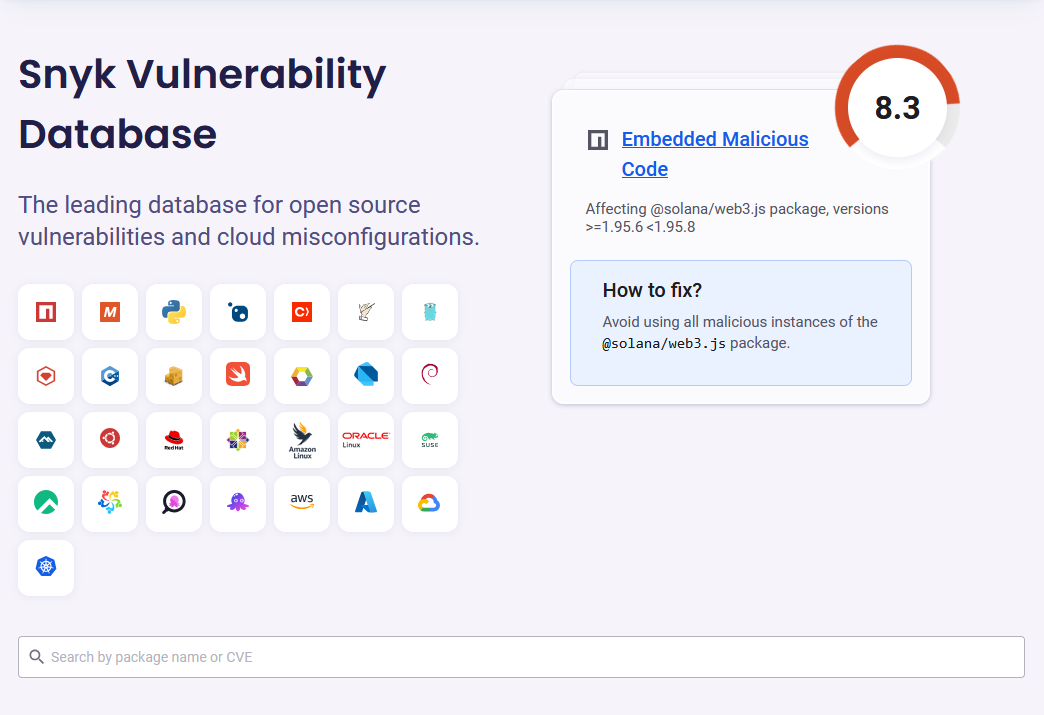 Snyk Vulnerability
Database
The leading database for open source
vulnerabilities and cloud misconfigurations.
M
C
Red Hat
Amazon
Linux
ORACLE
Linux
SUSE
aws
Search by package name or CVE
8.3
Embedded Malicious
Code
Affecting @solana/web3.js package, versions
>=1.95.6 <1.95.8
How to fix?
Avoid using all malicious instances of the
@solana/web3.js package.